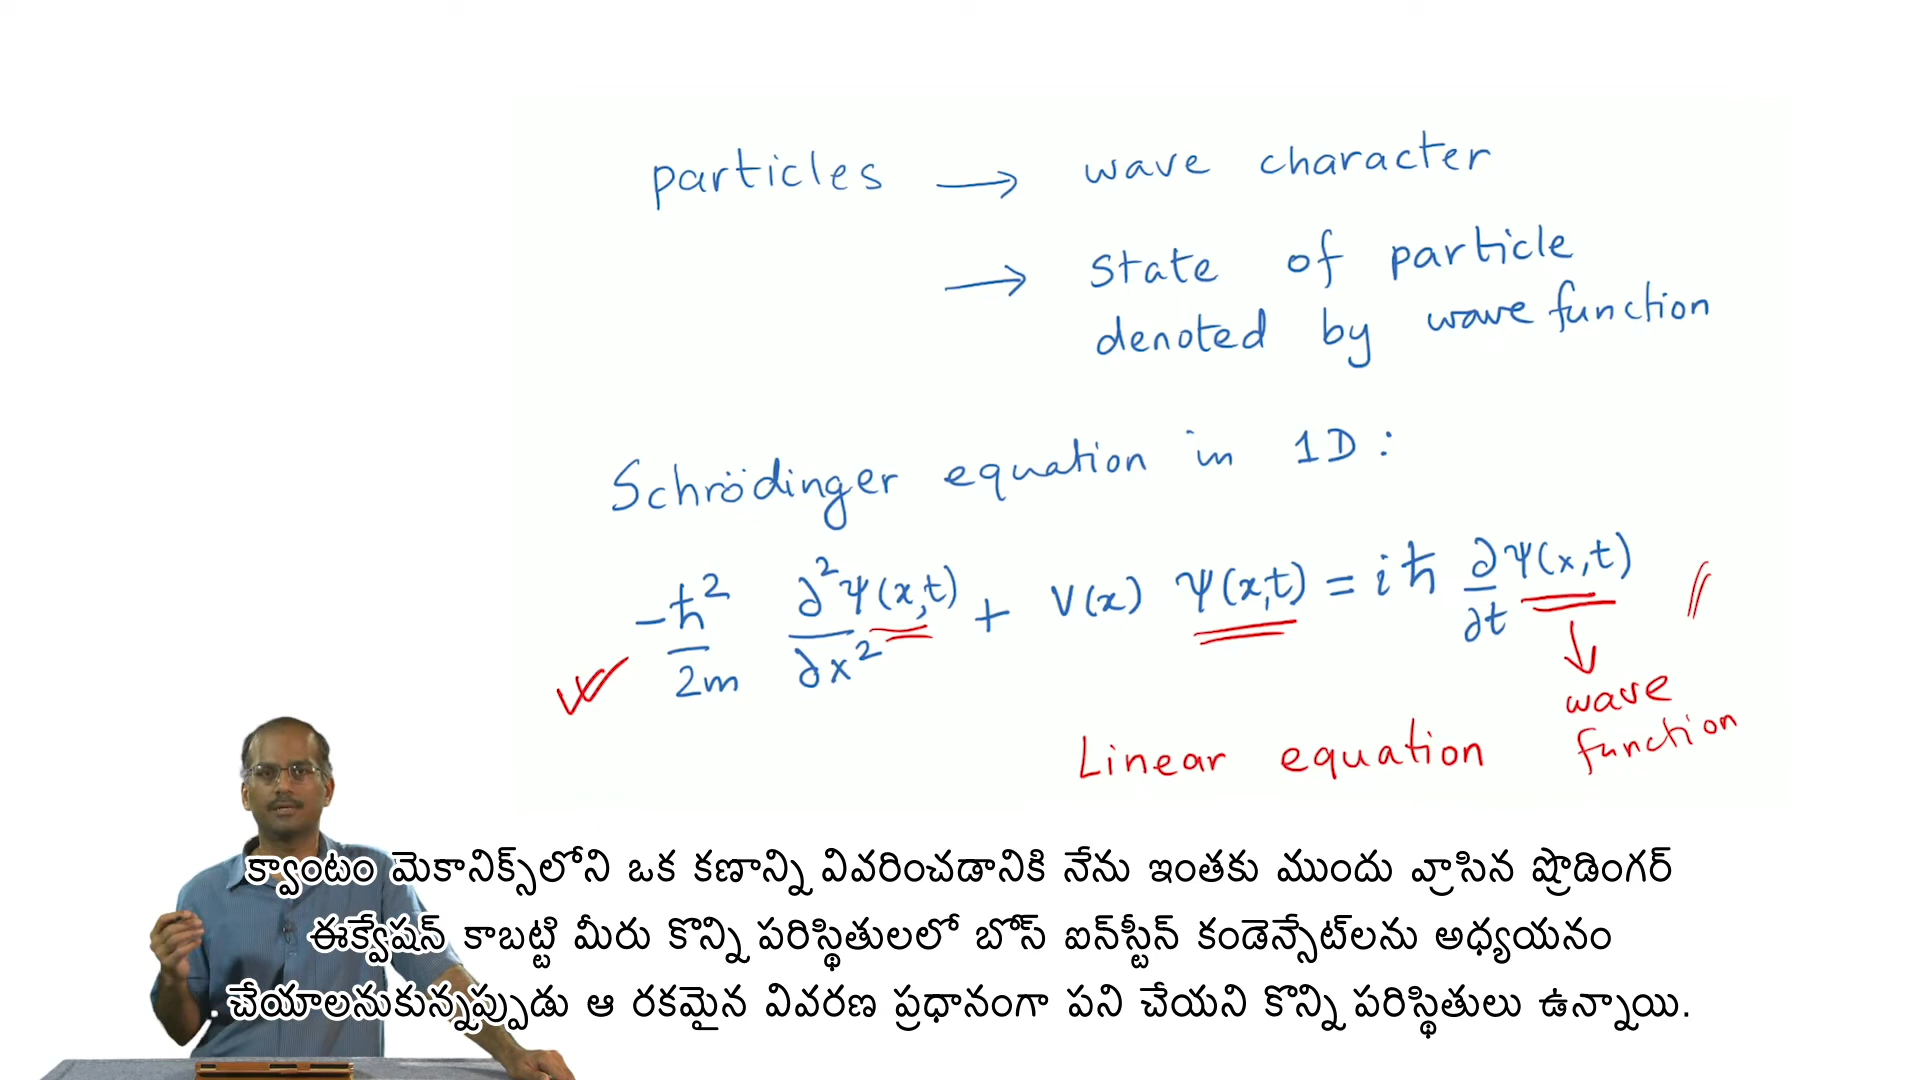 particles → wave character
→ State of particle
denoted by wavefunction
Schrödinger equation in 1D :
-ħ²/2m ∂²Ψ(x,t)/∂x² + V(x) Ψ(x,t) = iħ ∂Ψ(x,t)/∂t
wave
function
Linear equation
క్వాంటం మెకానిక్స్‌లోని ఒక కణాన్ని వివరించడానికి నేను ఇంతకు ముందు వ్రాసిన ష్రొడింగర్
ఈక్వేషన్ కాబట్టి మీరు కొన్ని పరిస్థితులలో బోస్ ఐన్‌స్టీన్ కండెన్సేట్‌లను అధ్యయనం
చేయాలనుకున్నప్పుడు ఆ రకమైన వివరణ ప్రధానంగా పని చేయని కొన్ని పరిస్థితులు ఉన్నాయి.